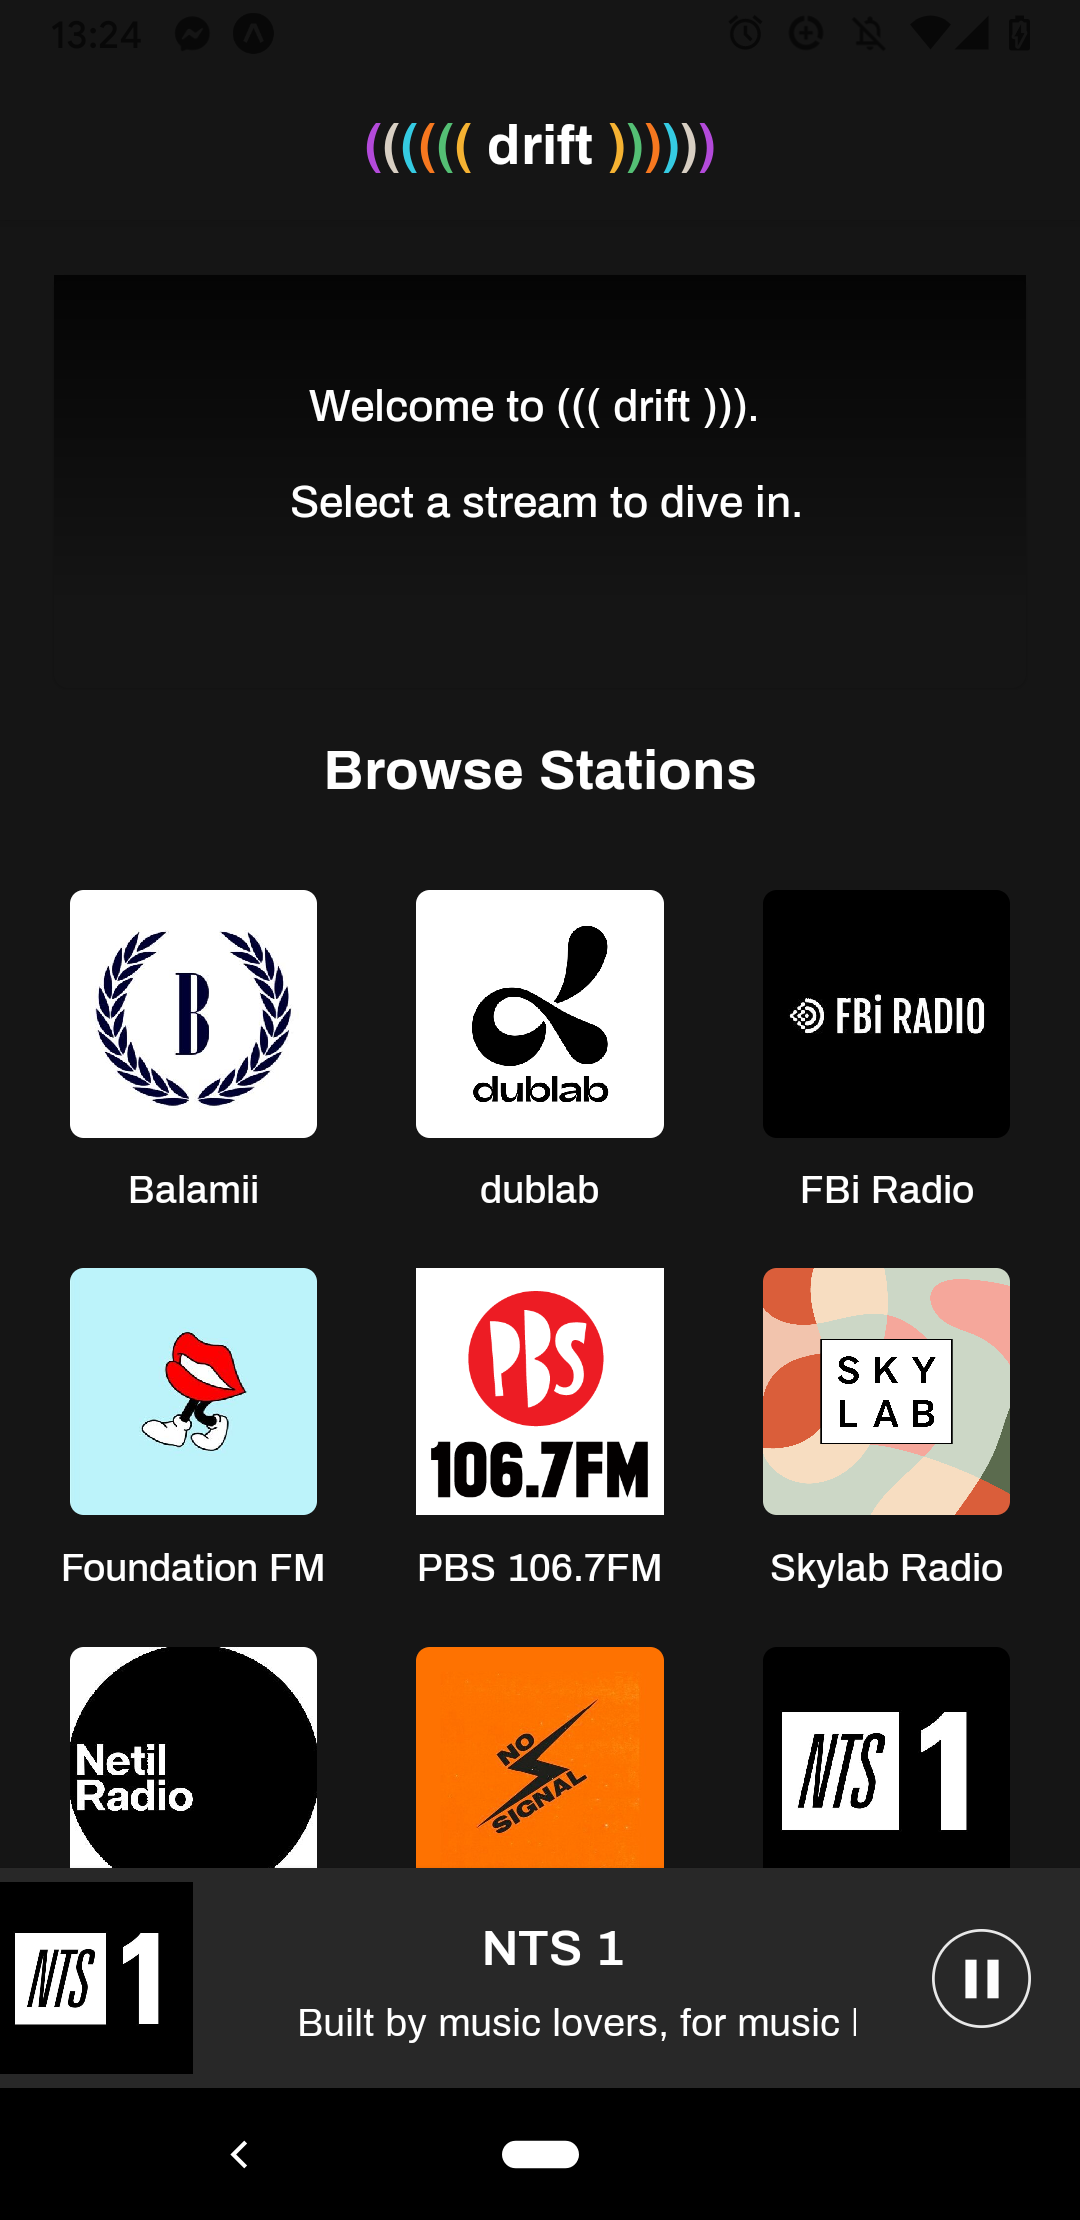 13:24
(((((( drift ))))))
Welcome to ((( drift ))).
Select a stream to dive in.
Browse Stations
B
dublab
FBi RADIO
Balamii
dublab
FBi Radio
PBS
106.7FM
SKY
LAB
Foundation FM
PBS 106.7FM
Skylab Radio
Netil
Radio
NO
SIGNAL
NTS 1
NTS 1
NTS 1
Built by music lovers, for music l